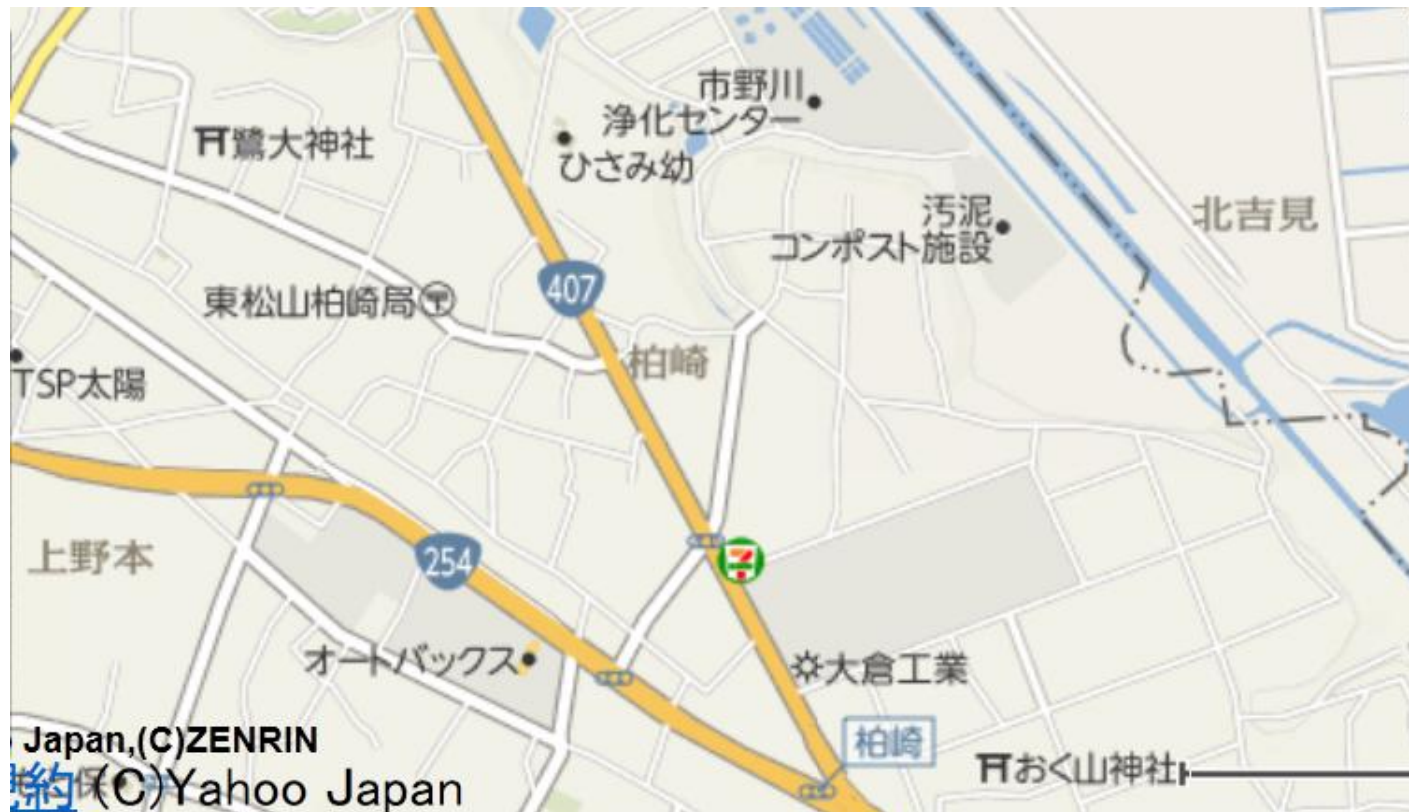 市野川
浄化センター
鷲大神社
ひさみ幼
汚泥
コンポスト施設
北吉見
407
東松山柏崎局
柏崎
TSP太陽
上野本
254
7
オートバックス
大倉工業
柏崎
おく山神社
Japan,(C)ZENRIN
約 (C)Yahoo Japan